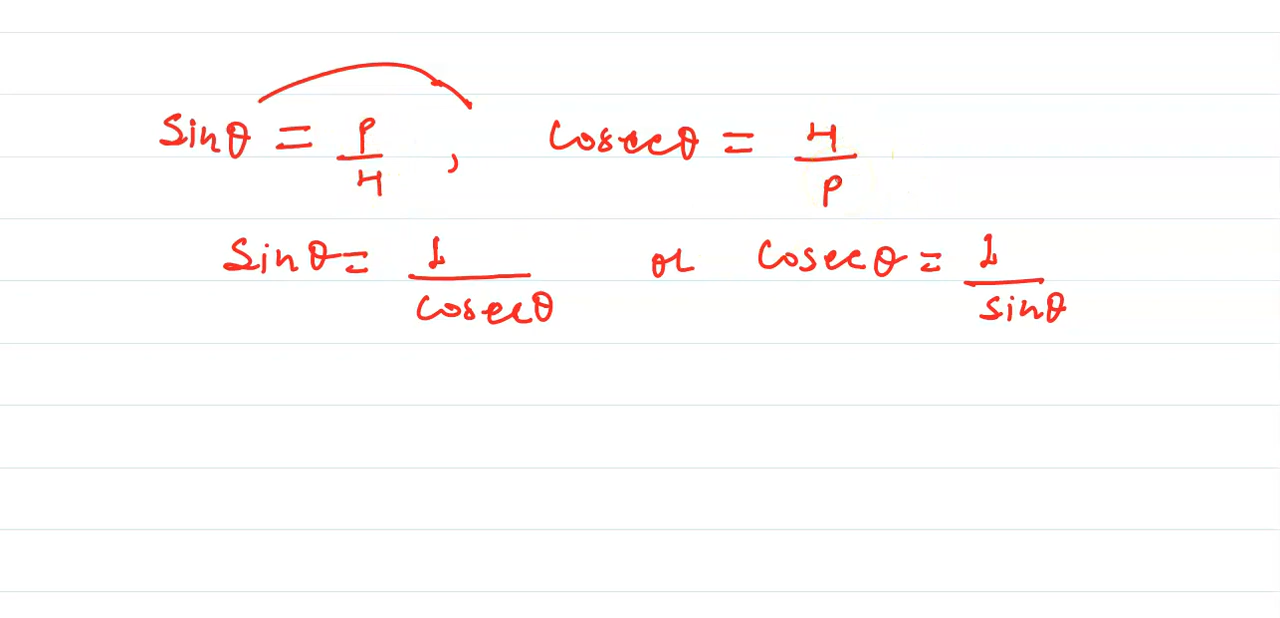 Sinθ = P/H , Cosecθ = H/P
Sinθ = 1/Cosecθ or Cosecθ = 1/sinθ